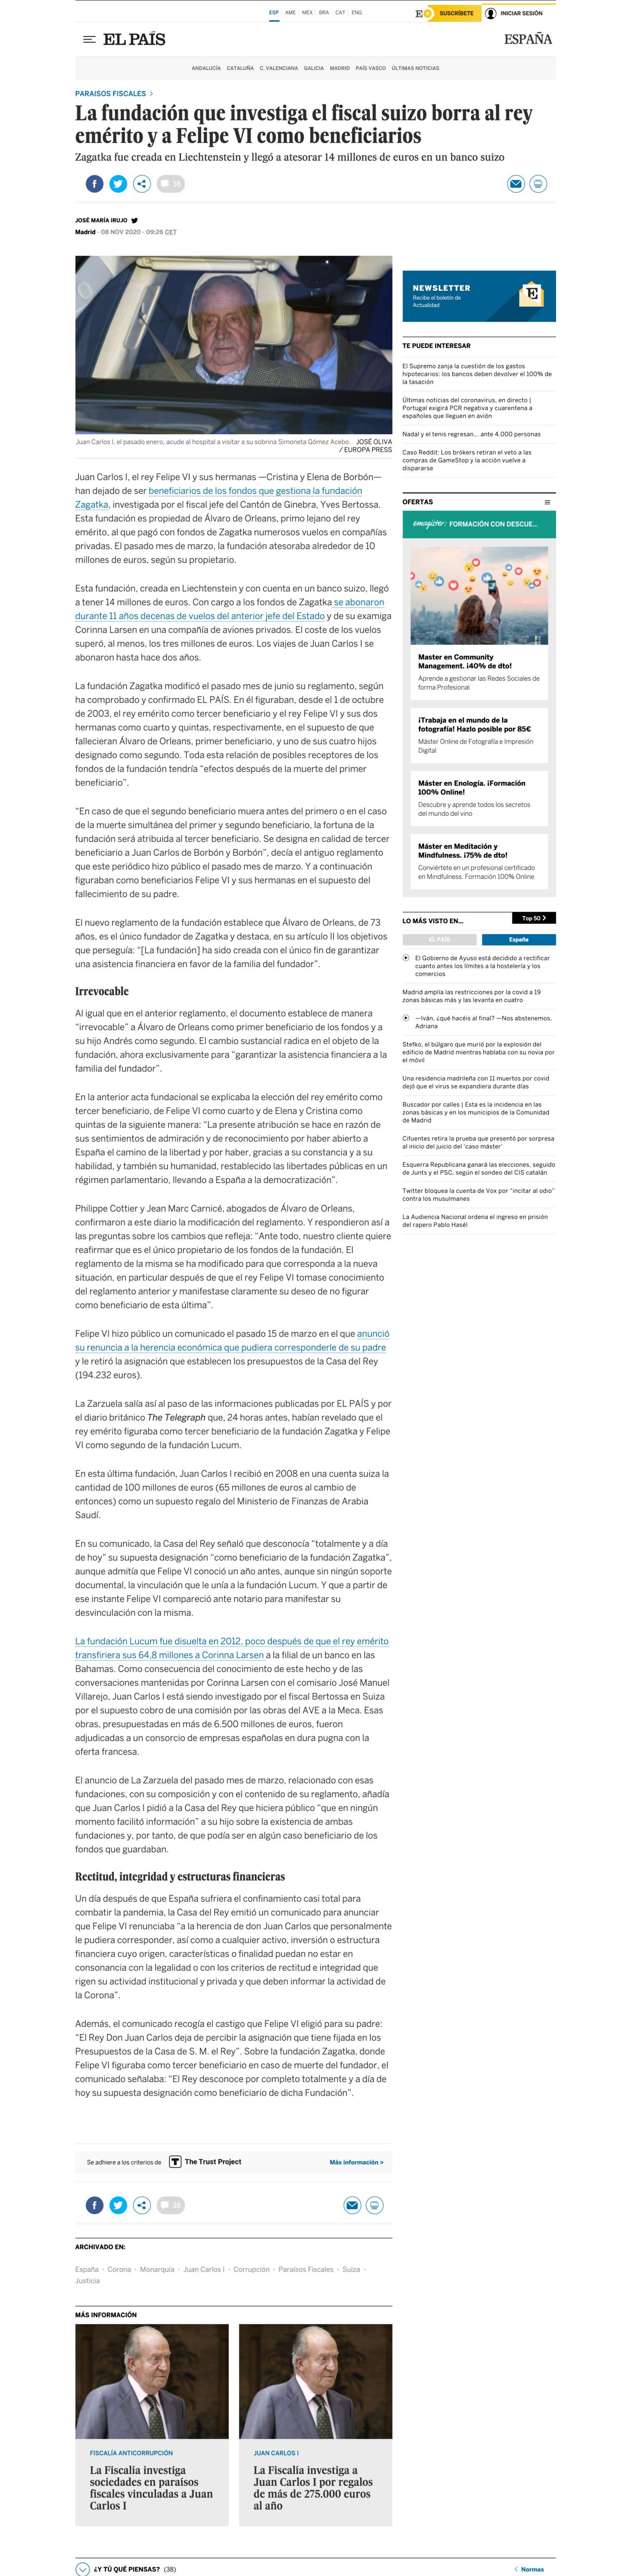 ESP AME MEX BRA CAT ENG
E+ SUSCRÍBETE INICIAR SESIÓN
EL PAÍS
ESPAÑA
ANDALUCÍA CATALUÑA C. VALENCIANA GALICIA MADRID PAÍS VASCO ÚLTIMAS NOTICIAS
PARAISOS FISCALES >
La fundación que investiga el fiscal suizo borra al rey
emérito y a Felipe VI como beneficiarios
Zagatka fue creada en Liechtenstein y llegó a atesorar 14 millones de euros en un banco suizo
38
JOSÉ MARÍA IRUJO
Madrid - 08 NOV 2020 - 09:26 CET
Juan Carlos I, el pasado enero, acude al hospital a visitar a su sobrina Simoneta Gómez Acebo. JOSÉ OLIVA
/ EUROPA PRESS
Juan Carlos I, el rey Felipe VI y sus hermanas —Cristina y Elena de Borbón—
han dejado de ser beneficiarios de los fondos que gestiona la fundación
Zagatka, investigada por el fiscal jefe del Cantón de Ginebra, Yves Bertossa.
Esta fundación es propiedad de Álvaro de Orleans, primo lejano del rey
emérito, al que pagó con fondos de Zagatka numerosos vuelos en compañías
privadas. El pasado mes de marzo, la fundación atesoraba alrededor de 10
millones de euros, según su propietario.
Esta fundación, creada en Liechtenstein y con cuenta en un banco suizo, llegó
a tener 14 millones de euros. Con cargo a los fondos de Zagatka se abonaron
durante 11 años decenas de vuelos del anterior jefe del Estado y de su examiga
Corinna Larsen en una compañía de aviones privados. El coste de los vuelos
superó, al menos, los tres millones de euros. Los viajes de Juan Carlos I se
abonaron hasta hace dos años.
La fundación Zagatka modificó el pasado mes de junio su reglamento, según
ha comprobado y confirmado EL PAÍS. En él figuraban, desde el 1 de octubre
de 2003, el rey emérito como tercer beneficiario y el rey Felipe VI y sus dos
hermanas como cuarto y quintas, respectivamente, en el supuesto de que
fallecieran Álvaro de Orleans, primer beneficiario, y uno de sus cuatro hijos
designado como segundo. Toda esta relación de posibles receptores de los
fondos de la fundación tendría “efectos después de la muerte del primer
beneficiario”.
“En caso de que el segundo beneficiario muera antes del primero o en el caso
de la muerte simultánea del primer y segundo beneficiario, la fortuna de la
fundación será atribuida al tercer beneficiario. Se designa en calidad de tercer
beneficiario a Juan Carlos de Borbón y Borbón”, decía el antiguo reglamento
que este periódico hizo público el pasado mes de marzo. Y a continuación
figuraban como beneficiarios Felipe VI y sus hermanas en el supuesto del
fallecimiento de su padre.
El nuevo reglamento de la fundación establece que Álvaro de Orleans, de 73
años, es el único fundador de Zagatka y destaca, en su artículo II los objetivos
que perseguía: “[La fundación] ha sido creada con el único fin de garantizar
una asistencia financiera en favor de la familia del fundador”.
Irrevocable
Al igual que en el anterior reglamento, el documento establece de manera
“irrevocable” a Álvaro de Orleans como primer beneficiario de los fondos y a
su hijo Andrés como segundo. El cambio sustancial radica en el objeto de la
fundación, ahora exclusivamente para “garantizar la asistencia financiera a la
familia del fundador”.
En la anterior acta fundacional se explicaba la elección del rey emérito como
tercer beneficiario, de Felipe VI como cuarto y de Elena y Cristina como
quintas de la siguiente manera: “La presente atribución se hace en razón de
sus sentimientos de admiración y de reconocimiento por haber abierto a
España el camino de la libertad y por haber, gracias a su constancia y a su
habilidad, y también su humanidad, restablecido las libertades públicas en un
régimen parlamentario, llevando a España a la democratización”.
Philippe Cottier y Jean Marc Carnicé, abogados de Álvaro de Orleans,
confirmaron a este diario la modificación del reglamento. Y respondieron así a
las preguntas sobre los cambios que refleja: “Ante todo, nuestro cliente quiere
reafirmar que es el único propietario de los fondos de la fundación. El
reglamento de la misma se ha modificado para que corresponda a la nueva
situación, en particular después de que el rey Felipe VI tomase conocimiento
del reglamento anterior y manifestase claramente su deseo de no figurar
como beneficiario de esta última”.
Felipe VI hizo público un comunicado el pasado 15 de marzo en el que anunció
su renuncia a la herencia económica que pudiera corresponderle de su padre
y le retiró la asignación que establecen los presupuestos de la Casa del Rey
(194.232 euros).
La Zarzuela salía así al paso de las informaciones publicadas por EL PAÍS y por
el diario británico The Telegraph que, 24 horas antes, habían revelado que el
rey emérito figuraba como tercer beneficiario de la fundación Zagatka y Felipe
VI como segundo de la fundación Lucum.
En esta última fundación, Juan Carlos I recibió en 2008 en una cuenta suiza la
cantidad de 100 millones de euros (65 millones de euros al cambio de
entonces) como un supuesto regalo del Ministerio de Finanzas de Arabia
Saudí.
En su comunicado, la Casa del Rey señaló que desconocía “totalmente y a día
de hoy” su supuesta designación “como beneficiario de la fundación Zagatka”,
aunque admitía que Felipe VI conoció un año antes, aunque sin ningún soporte
documental, la vinculación que le unía a la fundación Lucum. Y que a partir de
ese instante Felipe VI compareció ante notario para manifestar su
desvinculación con la misma.
La fundación Lucum fue disuelta en 2012, poco después de que el rey emérito
transfiriera sus 64,8 millones a Corinna Larsen a la filial de un banco en las
Bahamas. Como consecuencia del conocimiento de este hecho y de las
conversaciones mantenidas por Corinna Larsen con el comisario José Manuel
Villarejo, Juan Carlos I está siendo investigado por el fiscal Bertossa en Suiza
por el supuesto cobro de una comisión por las obras del AVE a la Meca. Esas
obras, presupuestadas en más de 6.500 millones de euros, fueron
adjudicadas a un consorcio de empresas españolas en dura pugna con la
oferta francesa.
El anuncio de La Zarzuela del pasado mes de marzo, relacionado con esas
fundaciones, con su composición y con el contenido de su reglamento, añadía
que Juan Carlos I pidió a la Casa del Rey que hiciera público “que en ningún
momento facilitó información” a su hijo sobre la existencia de ambas
fundaciones y, por tanto, de que podía ser en algún caso beneficiario de los
fondos que guardaban.
Rectitud, integridad y estructuras financieras
Un día después de que España sufriera el confinamiento casi total para
combatir la pandemia, la Casa del Rey emitió un comunicado para anunciar
que Felipe VI renunciaba “a la herencia de don Juan Carlos que personalmente
le pudiera corresponder, así como a cualquier activo, inversión o estructura
financiera cuyo origen, características o finalidad puedan no estar en
consonancia con la legalidad o con los criterios de rectitud e integridad que
rigen su actividad institucional y privada y que deben informar la actividad de
la Corona”.
Además, el comunicado recogía el castigo que Felipe VI eligió para su padre:
“El Rey Don Juan Carlos deja de percibir la asignación que tiene fijada en los
Presupuestos de la Casa de S. M. el Rey”. Sobre la fundación Zagatka, donde
Felipe VI figuraba como tercer beneficiario en caso de muerte del fundador, el
comunicado señalaba: “El Rey desconoce por completo totalmente y a día de
hoy su supuesta designación como beneficiario de dicha Fundación”.
Se adhiere a los criterios de The Trust Project Más información >
38
ARCHIVADO EN:
España · Corona · Monarquía · Juan Carlos I · Corrupción · Paraísos Fiscales · Suiza ·
Justicia
MÁS INFORMACIÓN
FISCALÍA ANTICORRUPCIÓN
La Fiscalía investiga
sociedades en paraísos
fiscales vinculadas a Juan
Carlos I
JUAN CARLOS I
La Fiscalía investiga a
Juan Carlos I por regalos
de más de 275.000 euros
al año
NEWSLETTER
Recibe el boletín de
Actualidad
TE PUEDE INTERESAR
El Supremo zanja la cuestión de los gastos
hipotecarios: los bancos deben devolver el 100% de
la tasación
Últimas noticias del coronavirus, en directo |
Portugal exigirá PCR negativa y cuarentena a
españoles que lleguen en avión
Nadal y el tenis regresan... ante 4.000 personas
Caso Reddit: Los brókers retiran el veto a las
compras de GameStop y la acción vuelve a
dispararse
OFERTAS
emagister: FORMACIÓN CON DESCUE...
Master en Community
Management. ¡40% de dto!
Aprende a gestionar las Redes Sociales de
forma Profesional
¡Trabaja en el mundo de la
fotografía! Hazlo posible por 85€
Máster Online de Fotografía e Impresión
Digital
Máster en Enología. ¡Formación
100% Online!
Descubre y aprende todos los secretos
del mundo del vino
Máster en Meditación y
Mindfulness. ¡75% de dto!
Conviértete en un profesional certificado
en Mindfulness. Formación 100% Online
LO MÁS VISTO EN... Top 50 >
EL PAÍS España
El Gobierno de Ayuso está decidido a rectificar
cuanto antes los límites a la hostelería y los
comercios
Madrid amplía las restricciones por la covid a 19
zonas básicas más y las levanta en cuatro
—Iván, ¿qué hacéis al final? —Nos abstenemos,
Adriana
Stefko, el búlgaro que murió por la explosión del
edificio de Madrid mientras hablaba con su novia por
el móvil
Una residencia madrileña con 11 muertos por covid
dejó que el virus se expandiera durante días
Buscador por calles | Esta es la incidencia en las
zonas básicas y en los municipios de la Comunidad
de Madrid
Cifuentes retira la prueba que presentó por sorpresa
al inicio del juicio del ‘caso máster’
Esquerra Republicana ganará las elecciones, seguido
de Junts y el PSC, según el sondeo del CIS catalán
Twitter bloquea la cuenta de Vox por “incitar al odio”
contra los musulmanes
La Audiencia Nacional ordena el ingreso en prisión
del rapero Pablo Hasél
¿Y TÚ QUÉ PIENSAS? (38)
< Normas